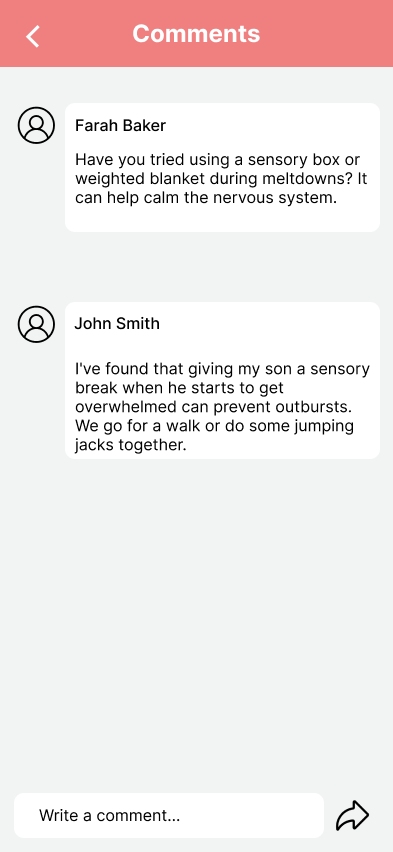 Comments
Farah Baker
Have you tried using a sensory box or
weighted blanket during meltdowns? It
can help calm the nervous system.
John Smith
I've found that giving my son a sensory
break when he starts to get
overwhelmed can prevent outbursts.
We go for a walk or do some jumping
jacks together.
Write a comment...